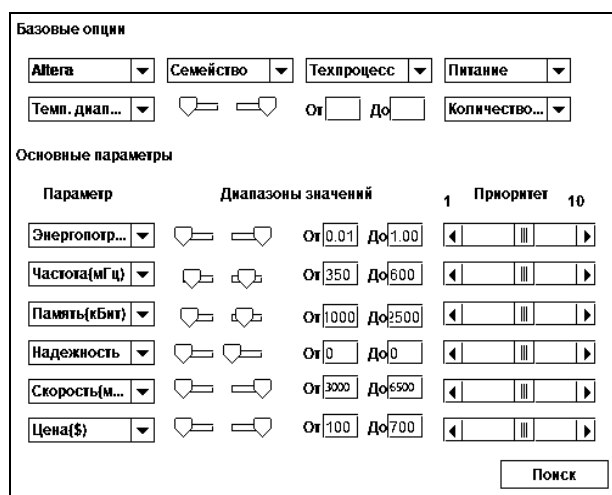 Базовые опции
Altera Семейство Техпроцесс Питание
Темп. диап... От До Количество...
Основные параметры
Параметр Диапазоны значений 1 Приоритет 10
Энергопотр... От 0.01 До 1.00
Частота(мГц) От 350 До 600
Память(кБит) От 1000 До 2500
Надежность От 0 До 0
Скорость(м... От 3000 До 6500
Цена($) От 100 До 700
Поиск